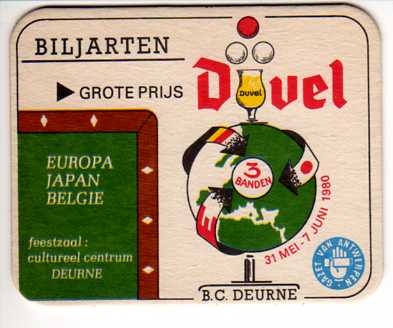 BILJARTEN
GROTE PRIJS
Duvel
Duvel
EUROPA
JAPAN
BELGIE
feestzaal :
cultureel centrum
DEURNE
3
BANDEN
E
31 MEI - 7 JUNI 1980
GAZET VAN ANTWERPEN
B.C. DEURNE